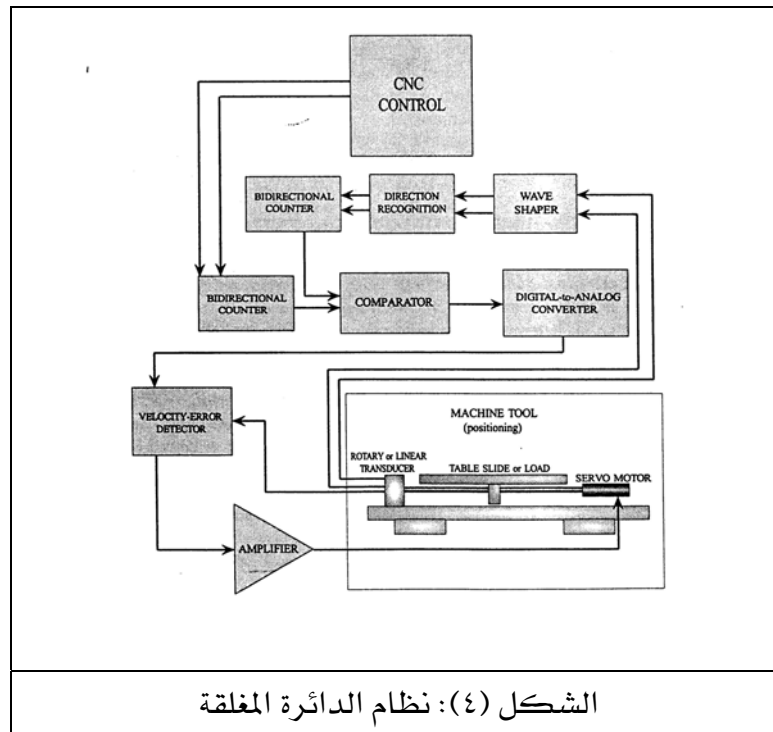 CNC
CONTROL
BIDIRECTIONAL
COUNTER
DIRECTION
RECOGNITION
WAVE
SHAPER
BIDIRECTIONAL
COUNTER
COMPARATOR
DIGITAL-to-ANALOG
CONVERTER
VELOCITY-ERROR
DETECTOR
MACHINE TOOL
(positioning)
ROTARY or LINEAR
TRANSDUCER
TABLE SLIDE or LOAD
SERVO MOTOR
AMPLIFIER
الشكل (٤): نظام الدائرة المغلقة